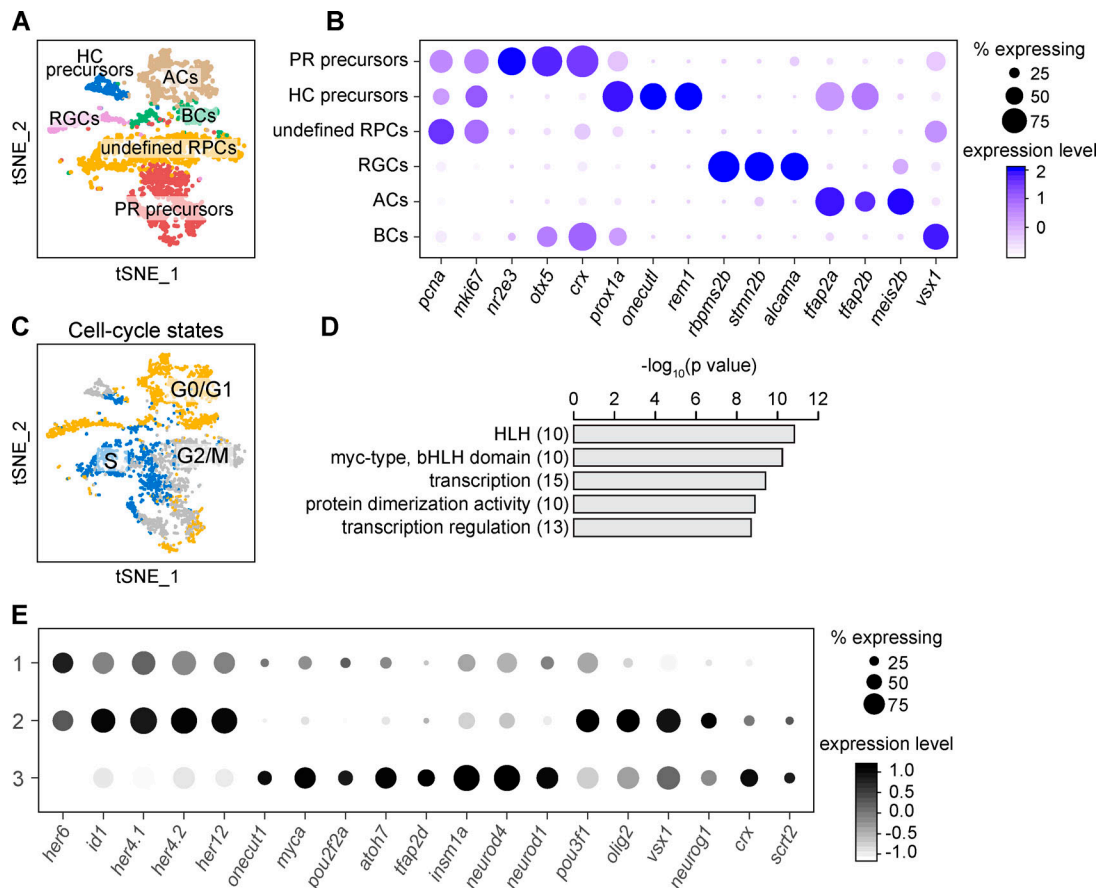 A
HC
precursors
ACs
RGCs
BCs
undefined RPCs
PR precursors
tSNE_2
tSNE_1
B
PR precursors
HC precursors
undefined RPCs
RGCs
ACs
BCs
pcna
mki67
nr2e3
otx5
crx
prox1a
onecutl
rem1
rbpms2b
stmn2b
alcama
tfap2a
tfap2b
meis2b
vsx1
% expressing
25
50
75
expression level
2
1
0
C
Cell-cycle states
G0/G1
S
G2/M
tSNE_2
tSNE_1
D
-log10(p value)
0 2 4 6 8 10 12
HLH (10)
myc-type, bHLH domain (10)
transcription (15)
protein dimerization activity (10)
transcription regulation (13)
E
1
2
3
her6
id1
her4.1
her4.2
her12
onecut1
myca
pou2f2a
atoh7
tfap2d
insm1a
neurod4
neurod1
pou3f1
olig2
vsx1
neurog1
crx
scrt2
% expressing
25
50
75
expression level
1.0
0.5
0.0
-0.5
-1.0